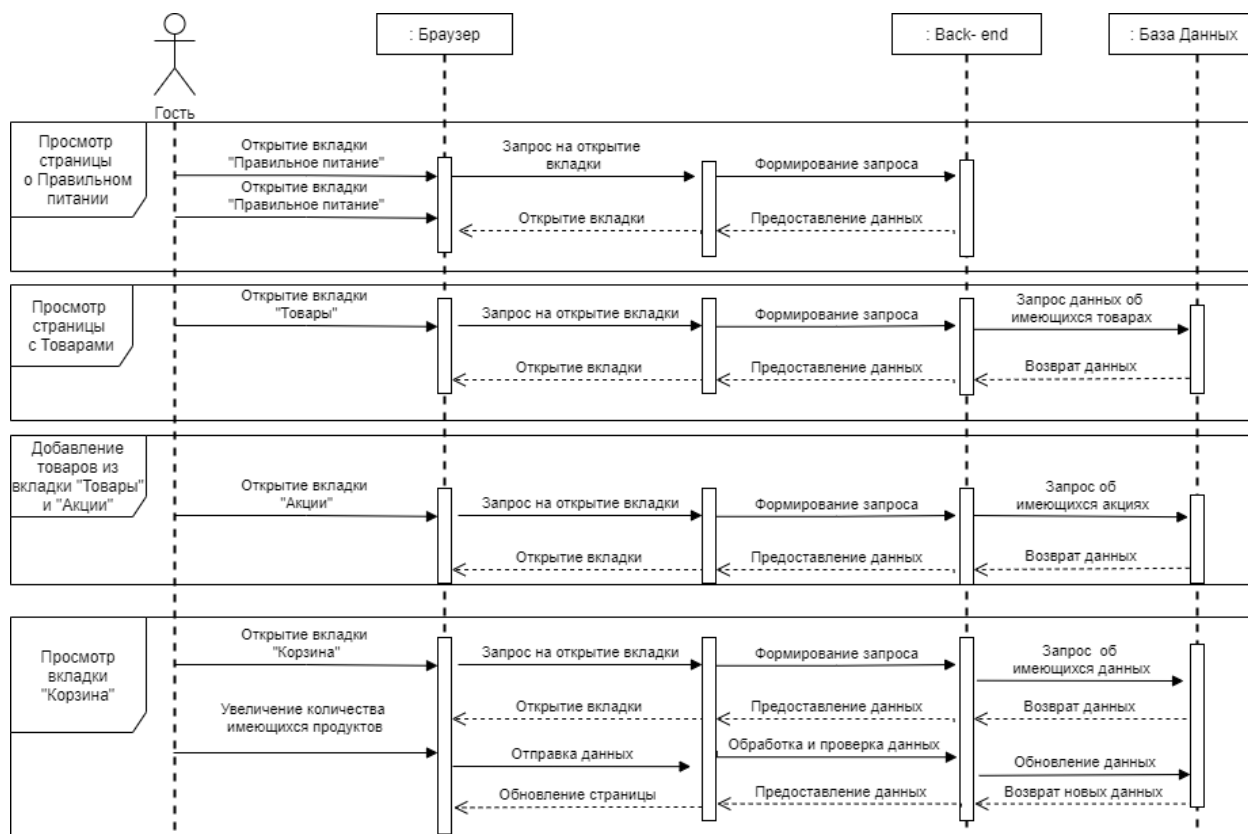 : Браузер
: Back- end
: База Данных
Гость
Просмотр
страницы
о Правильном
питании
Открытие вкладки
"Правильное питание"
Запрос на открытие
вкладки
Формирование запроса
Открытие вкладки
"Правильное питание"
Открытие вкладки
Предоставление данных
Просмотр
страницы
с Товарами
Открытие вкладки
"Товары"
Запрос на открытие вкладки
Формирование запроса
Запрос данных об
имеющихся товарах
Открытие вкладки
Предоставление данных
Возврат данных
Добавление
товаров из
вкладки "Товары"
и "Акции"
Открытие вкладки
"Акции"
Запрос на открытие вкладки
Формирование запроса
Запрос об
имеющихся акциях
Открытие вкладки
Предоставление данных
Возврат данных
Просмотр
вкладки
"Корзина"
Открытие вкладки
"Корзина"
Запрос на открытие вкладки
Формирование запроса
Запрос об
имеющихся данных
Увеличение количества
имеющихся продуктов
Открытие вкладки
Предоставление данных
Возврат данных
Отправка данных
Обработка и проверка данных
Обновление данных
Обновление страницы
Предоставление данных
Возврат новых данных